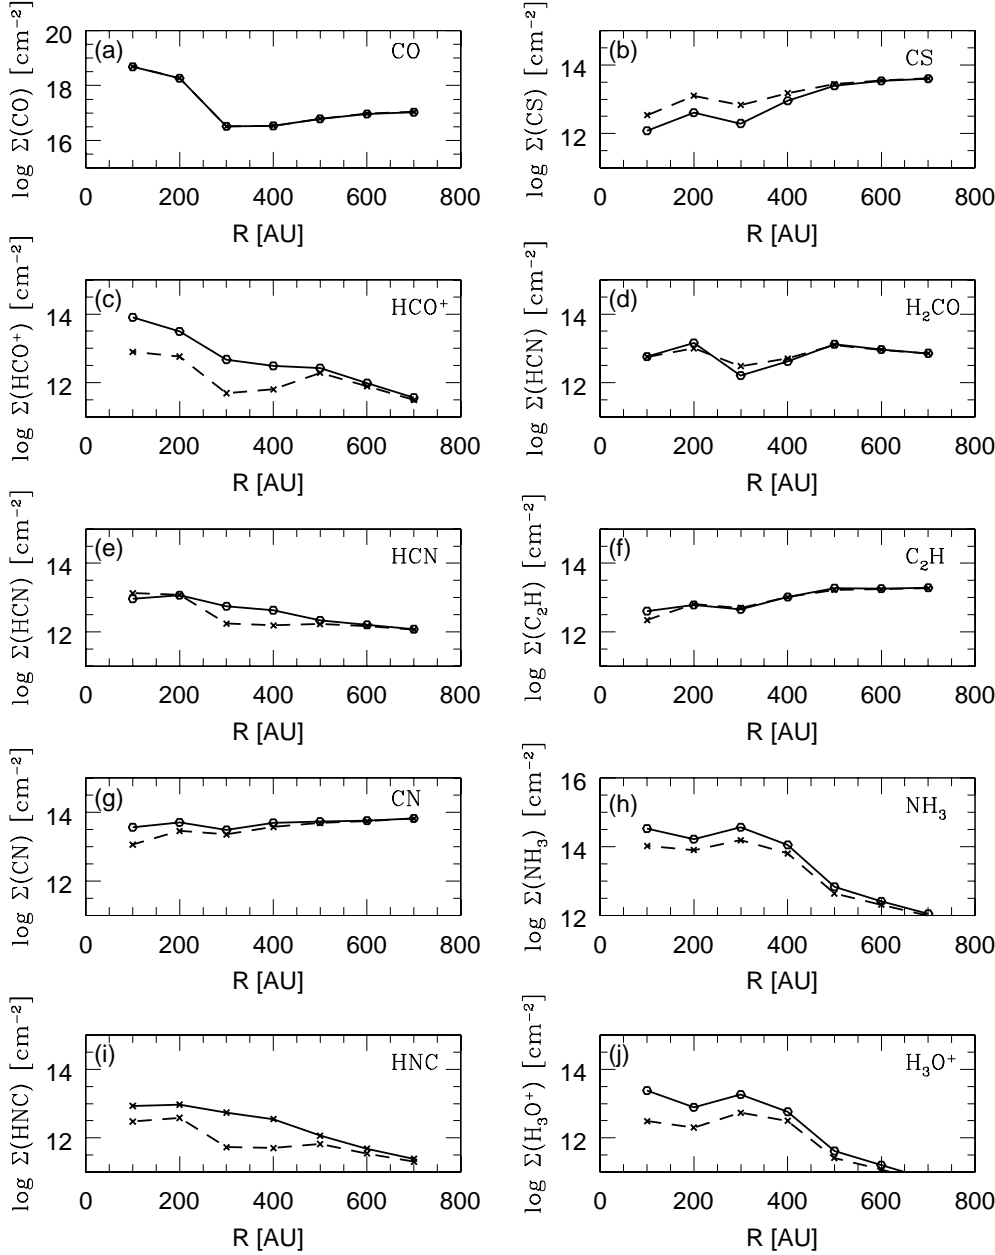 (a) CO
log Σ(CO) [cm⁻²]
20
18
16
0 200 400 600 800
R [AU]
(b) CS
log Σ(CS) [cm⁻²]
14
12
0 200 400 600 800
R [AU]
(c) HCO⁺
log Σ(HCO⁺) [cm⁻²]
14
12
0 200 400 600 800
R [AU]
(d) H₂CO
log Σ(HCN) [cm⁻²]
14
12
0 200 400 600 800
R [AU]
(e) HCN
log Σ(HCN) [cm⁻²]
14
12
0 200 400 600 800
R [AU]
(f) C₂H
log Σ(C₂H) [cm⁻²]
14
12
0 200 400 600 800
R [AU]
(g) CN
log Σ(CN) [cm⁻²]
14
12
0 200 400 600 800
R [AU]
(h) NH₃
log Σ(NH₃) [cm⁻²]
16
14
12
0 200 400 600 800
R [AU]
(i) HNC
log Σ(HNC) [cm⁻²]
14
12
0 200 400 600 800
R [AU]
(j) H₃O⁺
log Σ(H₃O⁺) [cm⁻²]
14
12
0 200 400 600 800
R [AU]